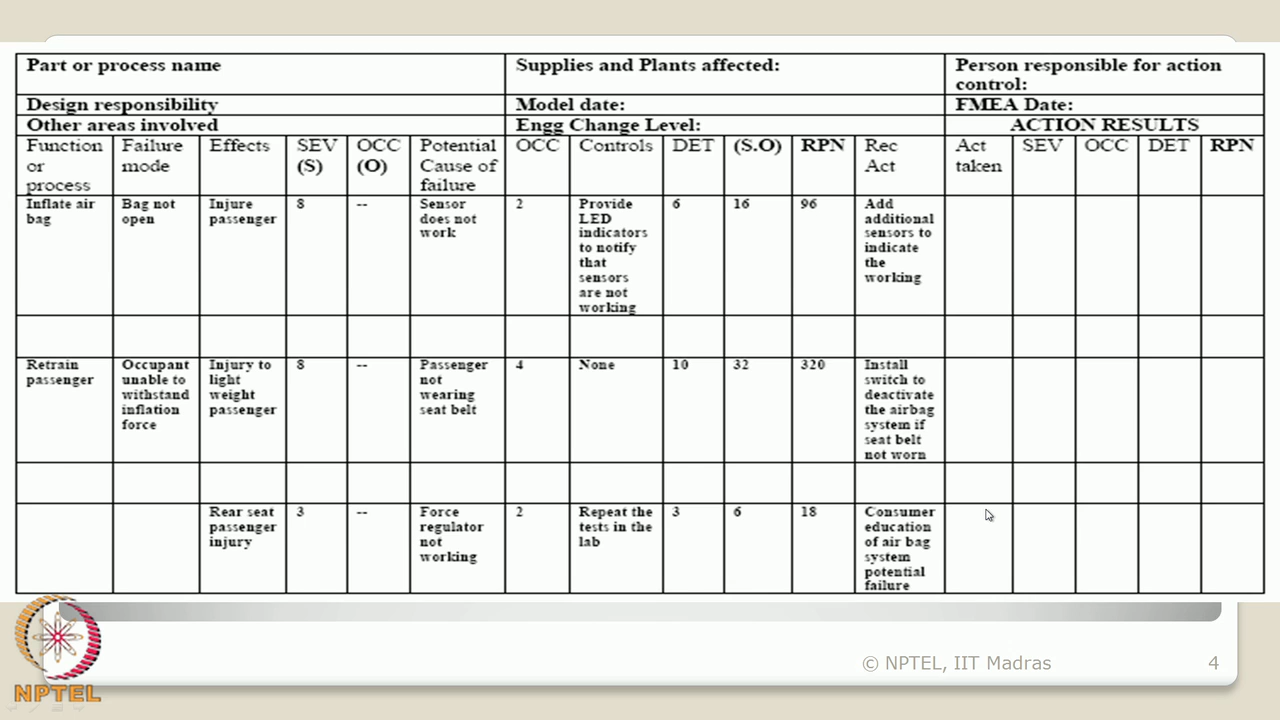 Part or process name
Supplies and Plants affected:
Person responsible for action
control:
Design responsibility
Model date:
FMEA Date:
Other areas involved
Engg Change Level:
ACTION RESULTS
Function
or
process
Failure
mode
Effects
SEV
(S)
OCC
(O)
Potential
Cause of
failure
OCC
Controls
DET
(S.O)
RPN
Rec
Act
Act
taken
SEV
OCC
DET
RPN
Inflate air
bag
Bag not
open
Injure
passenger
8
--
Sensor
does not
work
2
Provide
LED
indicators
to notify
that
sensors
are not
working
6
16
96
Add
additional
sensors to
indicate
the
working
Retrain
passenger
Occupant
unable to
withstand
inflation
force
Injury to
light
weight
passenger
8
--
Passenger
not
wearing
seat belt
4
None
10
32
320
Install
switch to
deactivate
the airbag
system if
seat belt
not worn
Rear seat
passenger
injury
3
--
Force
regulator
not
working
2
Repeat the
tests in the
lab
3
6
18
Consumer
education
of air bag
system
potential
failure
NPTEL
© NPTEL, IIT Madras
4